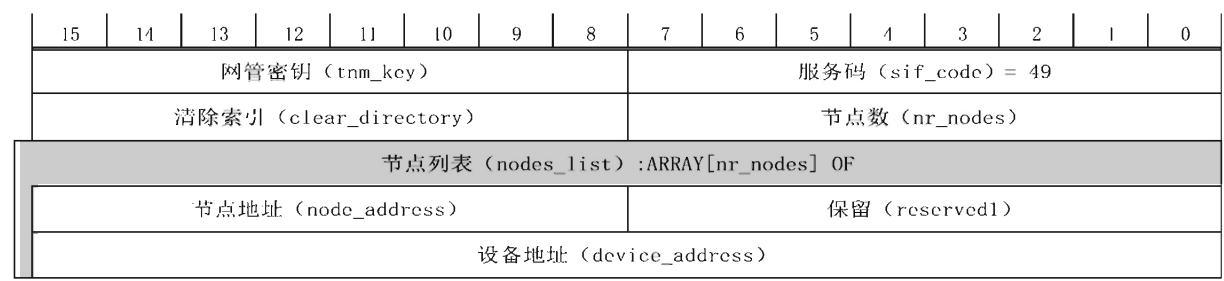 15 14 13 12 11 10 9 8 7 6 5 4 3 2 1 0
网管密钥（tnm_key） 服务码（sif_code）= 49
清除索引（clear_directory） 节点数（nr_nodes）
节点列表（nodes_list）:ARRAY[nr_nodes] OF
节点地址（node_address） 保留（reserved1）
设备地址（device_address）